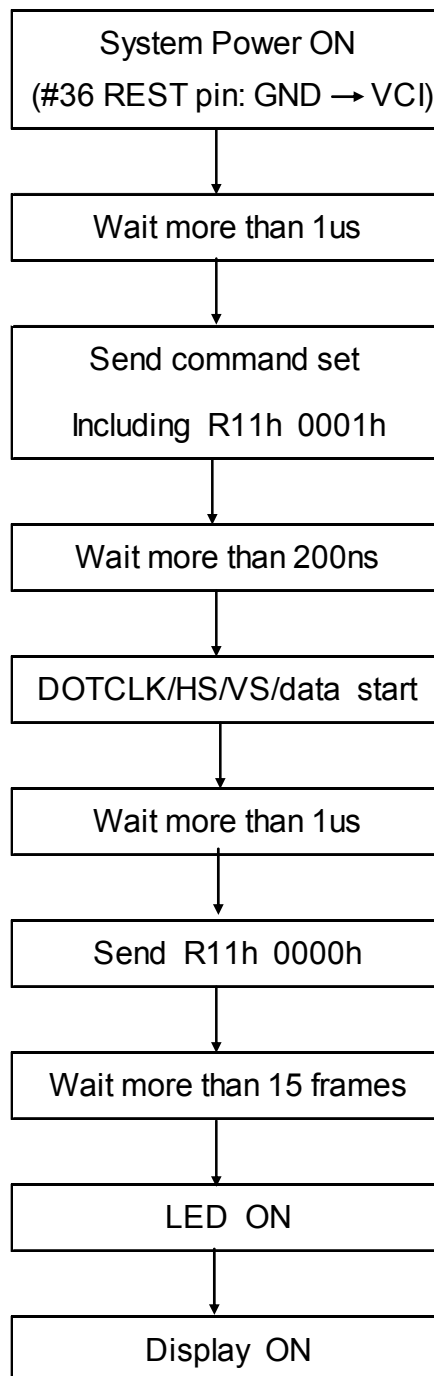 System Power ON
(#36 REST pin: GND → VCI)
Wait more than 1us
Send command set
Including R11h 0001h
Wait more than 200ns
DOTCLK/HS/VS/data start
Wait more than 1us
Send R11h 0000h
Wait more than 15 frames
LED ON
Display ON